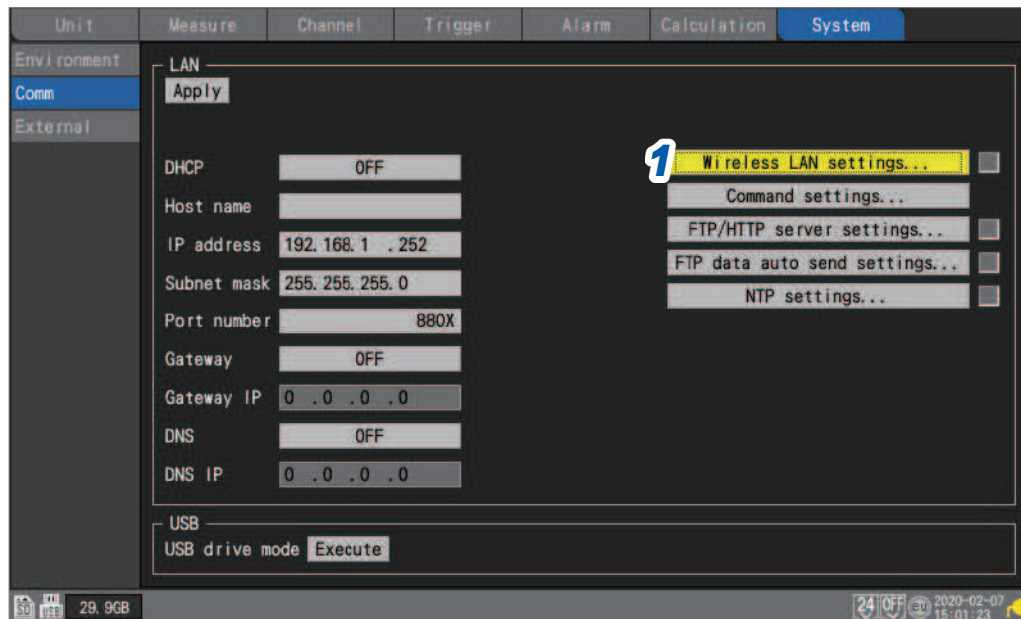 Unit Measure Channel Trigger Alarm Calculation System
Environment
Comm
External
LAN
Apply
DHCP OFF
Host name
IP address 192.168.1 .252
Subnet mask 255.255.255.0
Port number 880X
Gateway OFF
Gateway IP 0 .0 .0 .0
DNS OFF
DNS IP 0 .0 .0 .0
1 Wireless LAN settings...
Command settings...
FTP/HTTP server settings...
FTP data auto send settings...
NTP settings...
USB
USB drive mode Execute
SD USB 29.9GB 24 OFF eu 2020-02-07
15:01:23